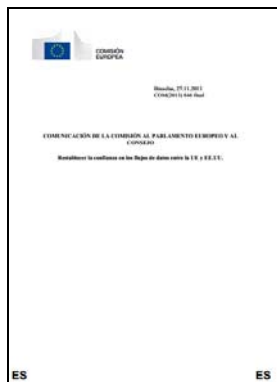 COMISIÓN
EUROPEA
Bruselas, 27.11.2013
COM(2013) 846 final
COMUNICACIÓN DE LA COMISIÓN AL PARLAMENTO EUROPEO Y AL
CONSEJO
Restablecer la confianza en los flujos de datos entre la UE y EE.UU.
ES
ES